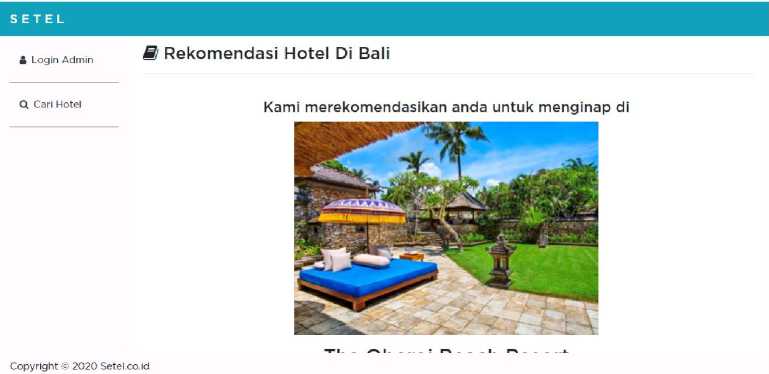 SETEL
Login Admin
Cari Hotel
Rekomendasi Hotel Di Bali
Kami merekomendasikan anda untuk menginap di
Copyright © 2020 Setel.co.id